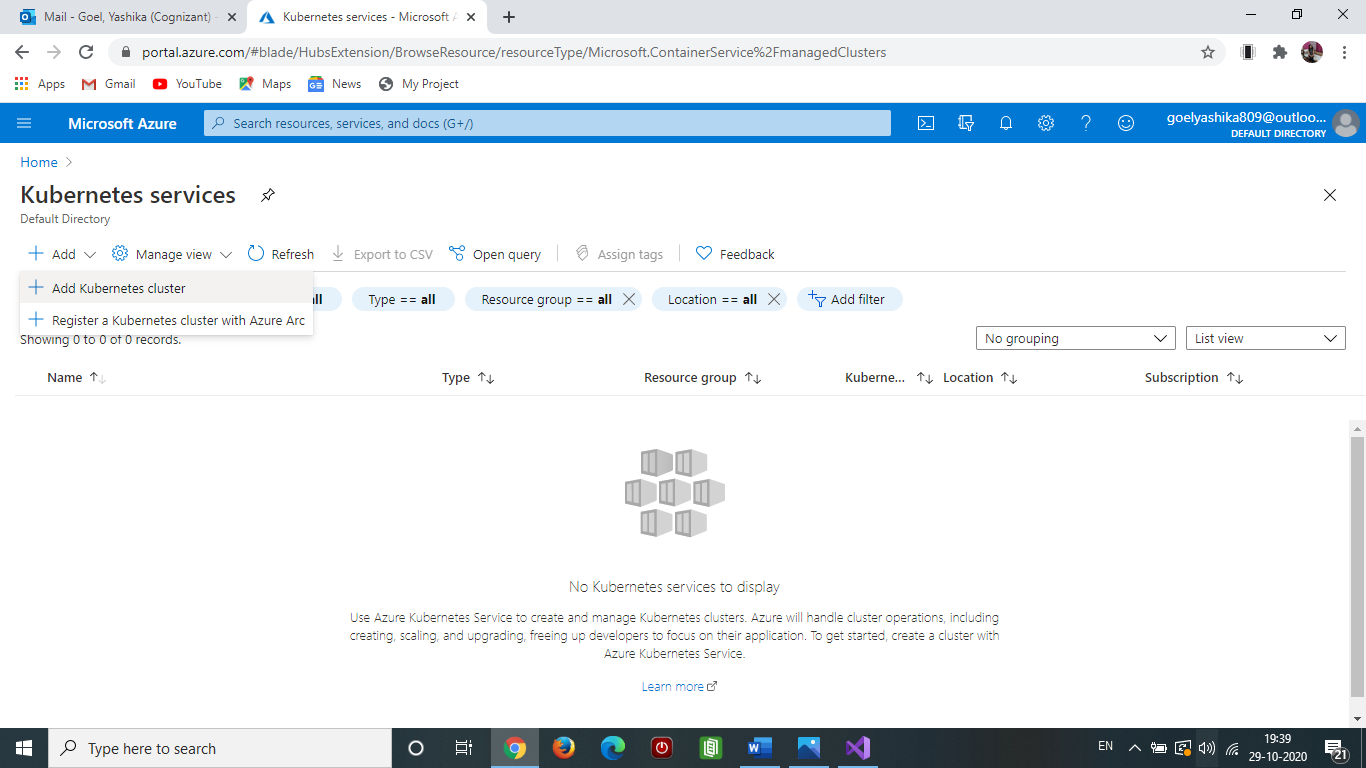 Mail - Goel, Yashika (Cognizant) -
Kubernetes services - Microsoft A
portal.azure.com/#blade/HubsExtension/BrowseResource/resourceType/Microsoft.ContainerService%2FmanagedClusters
Apps Gmail YouTube Maps News My Project
Microsoft Azure
Search resources, services, and docs (G+/)
goelyashika809@outloo...
DEFAULT DIRECTORY
Home
Kubernetes services
Default Directory
Add Manage view Refresh Export to CSV Open query Assign tags Feedback
Add Kubernetes cluster
Register a Kubernetes cluster with Azure Arc
all Type == all Resource group == all Location == all Add filter
Showing 0 to 0 of 0 records.
No grouping List view
Name Type Resource group Kuberne... Location Subscription
No Kubernetes services to display
Use Azure Kubernetes Service to create and manage Kubernetes clusters. Azure will handle cluster operations, including
creating, scaling, and upgrading, freeing up developers to focus on their application. To get started, create a cluster with
Azure Kubernetes Service.
Learn more
Type here to search
EN
19:39
29-10-2020
21